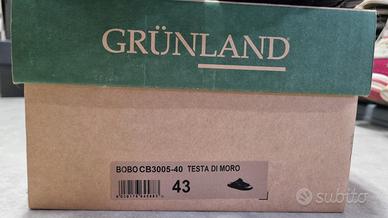 GRÜNLAND
BOBO CB3005-40 TESTA DI MORO
43
subito